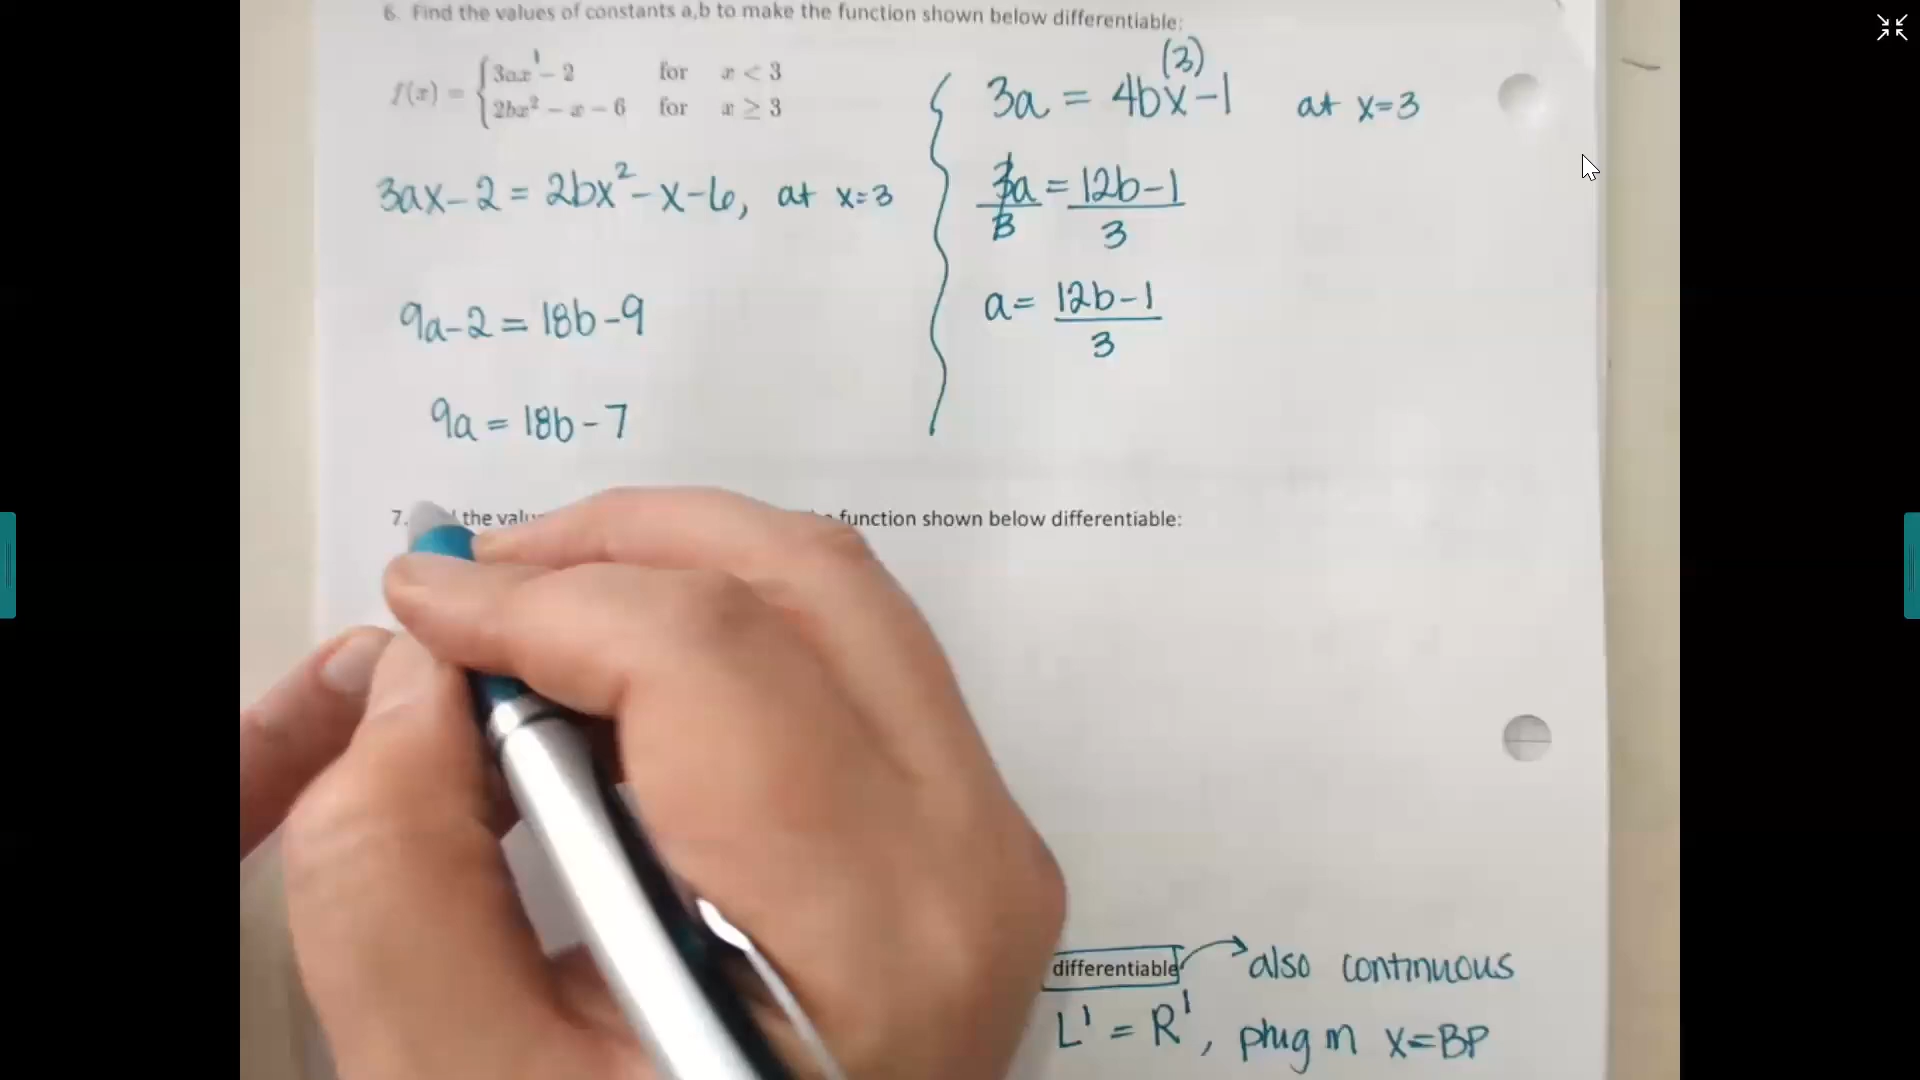 6. Find the values of constants a,b to make the function shown below differentiable:
f(x) = { 3ax - 2 for x < 3
2bx² - x - 6 for x ≥ 3
3ax - 2 = 2bx² - x - 6, at x=3
9a - 2 = 18b - 9
9a = 18b - 7
(3)
3a = 4bx - 1 at x=3
3a = 12b - 1
3 3
a = 12b - 1
3
7. the function shown below differentiable:
differentiable → also continuous
L' = R', plug in x=BP